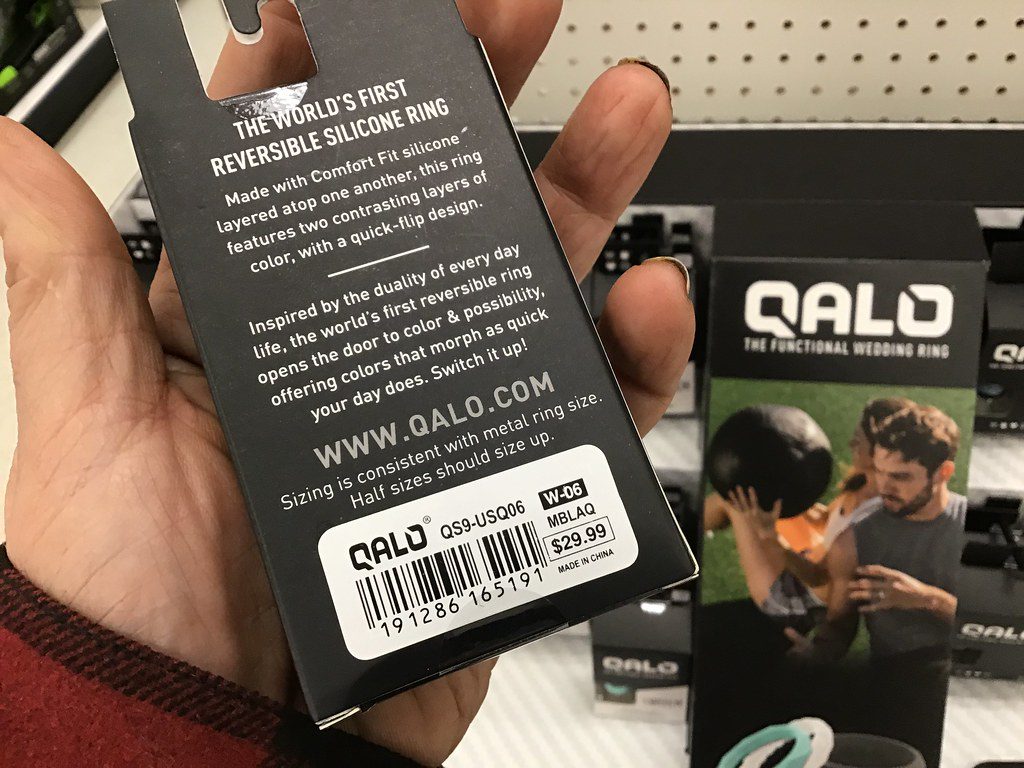 THE WORLD'S FIRST
REVERSIBLE SILICONE RING
Made with Comfort Fit silicone
layered atop one another, this ring
features two contrasting layers of
color, with a quick-flip design.
Inspired by the duality of every day
life, the world's first reversible ring
opens the door to color & possibility,
offering colors that morph as quick
your day does. Switch it up!
WWW.QALO.COM
Sizing is consistent with metal ring size.
Half sizes should size up.
QALO® QS9-USQ06 W-06
MBLAQ
$29.99
MADE IN CHINA
191286 165191
QALO
THE FUNCTIONAL WEDDING RING
QALO
QALO